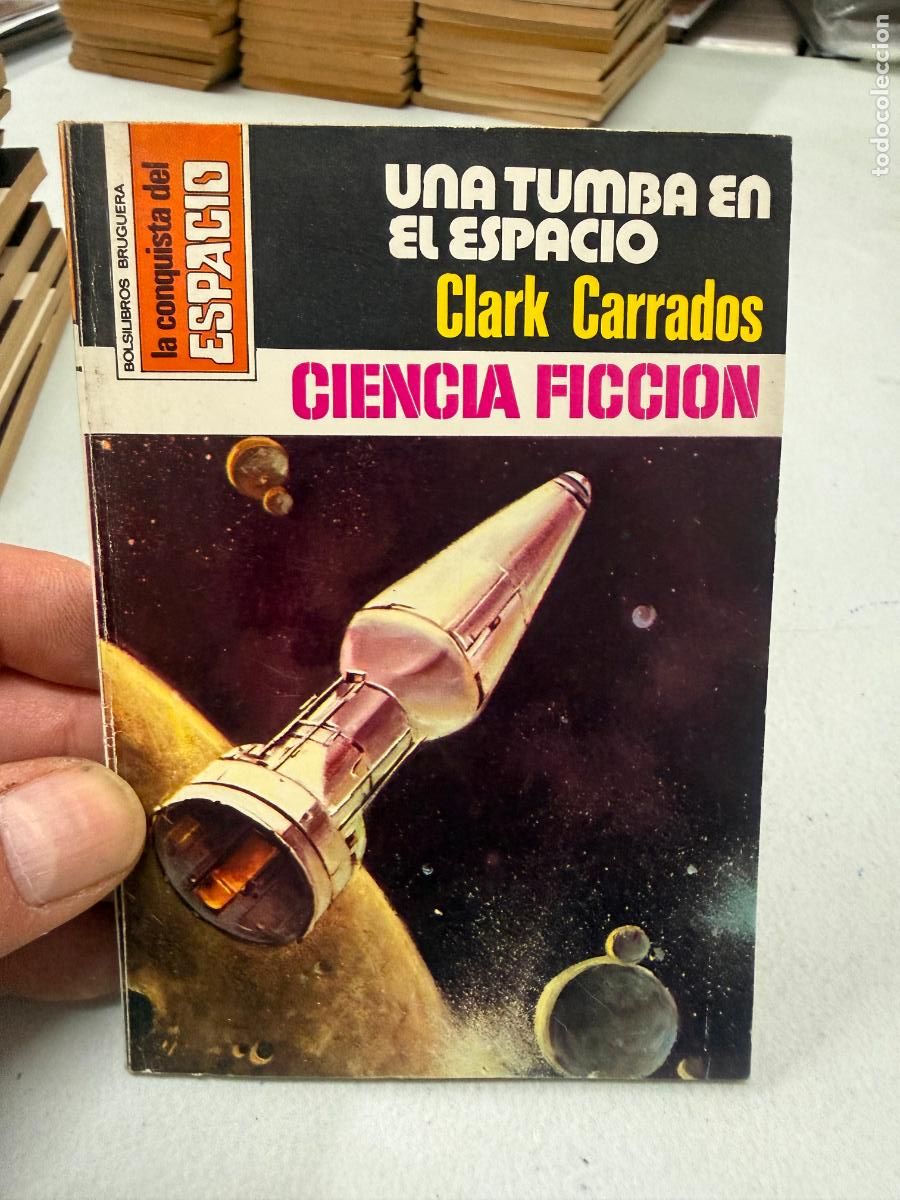 BOLSILIBROS BRUGUERA
la conquista del
ESPACIO
UNA TUMBA EN
EL ESPACIO
Clark Carrados
CIENCIA FICCION
todocoleccion